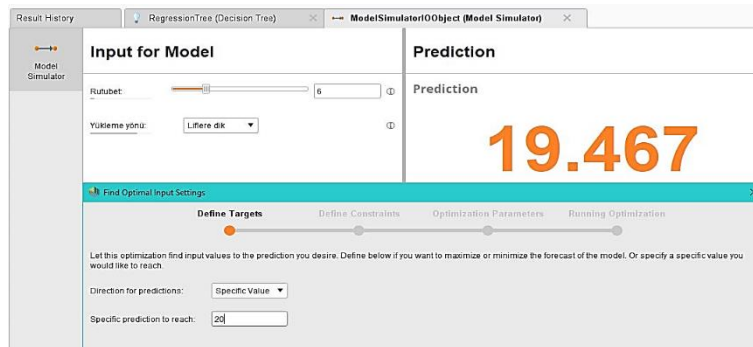 Result History
RegressionTree (Decision Tree)
ModelSimulatorIOObject (Model Simulator)
Model
Simulator
Input for Model
Rutubet:
6
Yükleme yönü:
Liflere dik
Prediction
Prediction
19.467
Find Optimal Input Settings
Define Targets
Define Constraints
Optimization Parameters
Running Optimization
Let this optimization find input values to the prediction you desire. Define below if you want to maximize or minimize the forecast of the model. Or specify a specific value you
would like to reach.
Direction for predictions:
Specific Value
Specific prediction to reach:
20